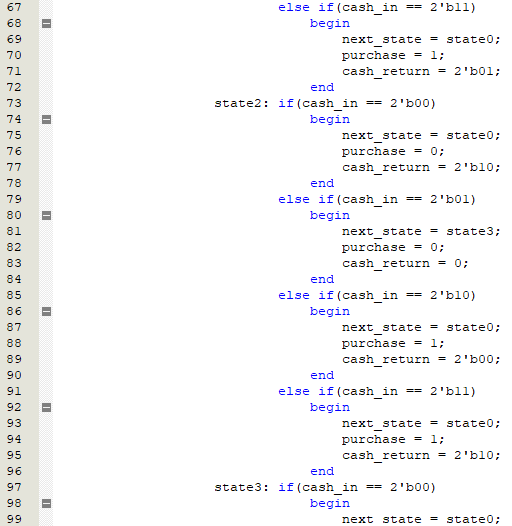 67 else if(cash_in == 2'b11)
68 begin
69 next_state = state0;
70 purchase = 1;
71 cash_return = 2'b01;
72 end
73 state2: if(cash_in == 2'b00)
74 begin
75 next_state = state0;
76 purchase = 0;
77 cash_return = 2'b10;
78 end
79 else if(cash_in == 2'b01)
80 begin
81 next_state = state3;
82 purchase = 0;
83 cash_return = 0;
84 end
85 else if(cash_in == 2'b10)
86 begin
87 next_state = state0;
88 purchase = 1;
89 cash_return = 2'b00;
90 end
91 else if(cash_in == 2'b11)
92 begin
93 next_state = state0;
94 purchase = 1;
95 cash_return = 2'b10;
96 end
97 state3: if(cash_in == 2'b00)
98 begin
99 next_state = state0;